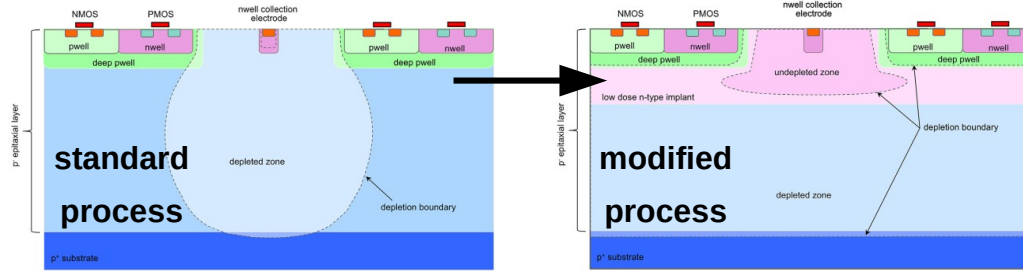 NMOS
PMOS
nwell collection
electrode
pwell
nwell
deep pwell
pwell
nwell
deep pwell
p⁻ epitaxial layer
standard
process
depleted zone
depletion boundary
p⁺ substrate
NMOS
PMOS
nwell collection
electrode
pwell
nwell
deep pwell
undepleted zone
pwell
nwell
deep pwell
low dose n-type implant
p⁻ epitaxial layer
depletion boundary
modified
process
depleted zone
p⁺ substrate